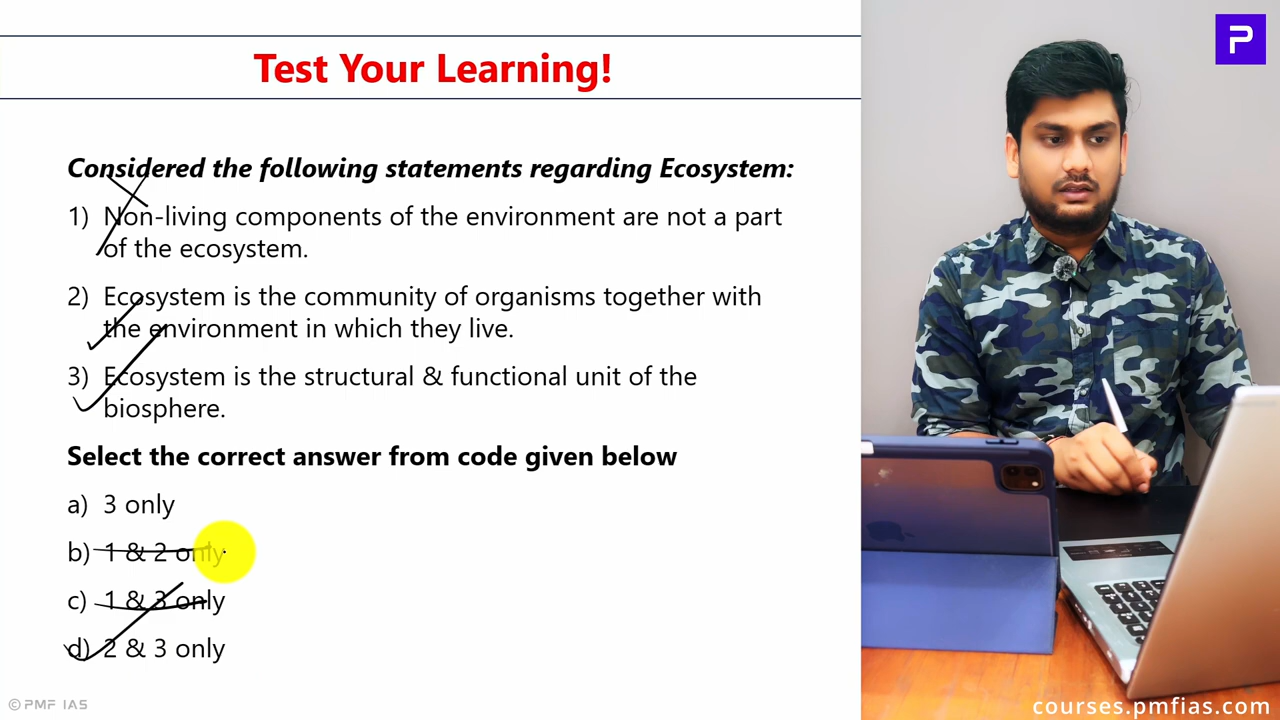 P
Test Your Learning!
Considered the following statements regarding Ecosystem:
1) Non-living components of the environment are not a part
of the ecosystem.
2) Ecosystem is the community of organisms together with
the environment in which they live.
3) Ecosystem is the structural & functional unit of the
biosphere.
Select the correct answer from code given below
a) 3 only
b) 1 & 2 only
c) 1 & 3 only
d) 2 & 3 only
© PMF IAS
courses.pmfias.com